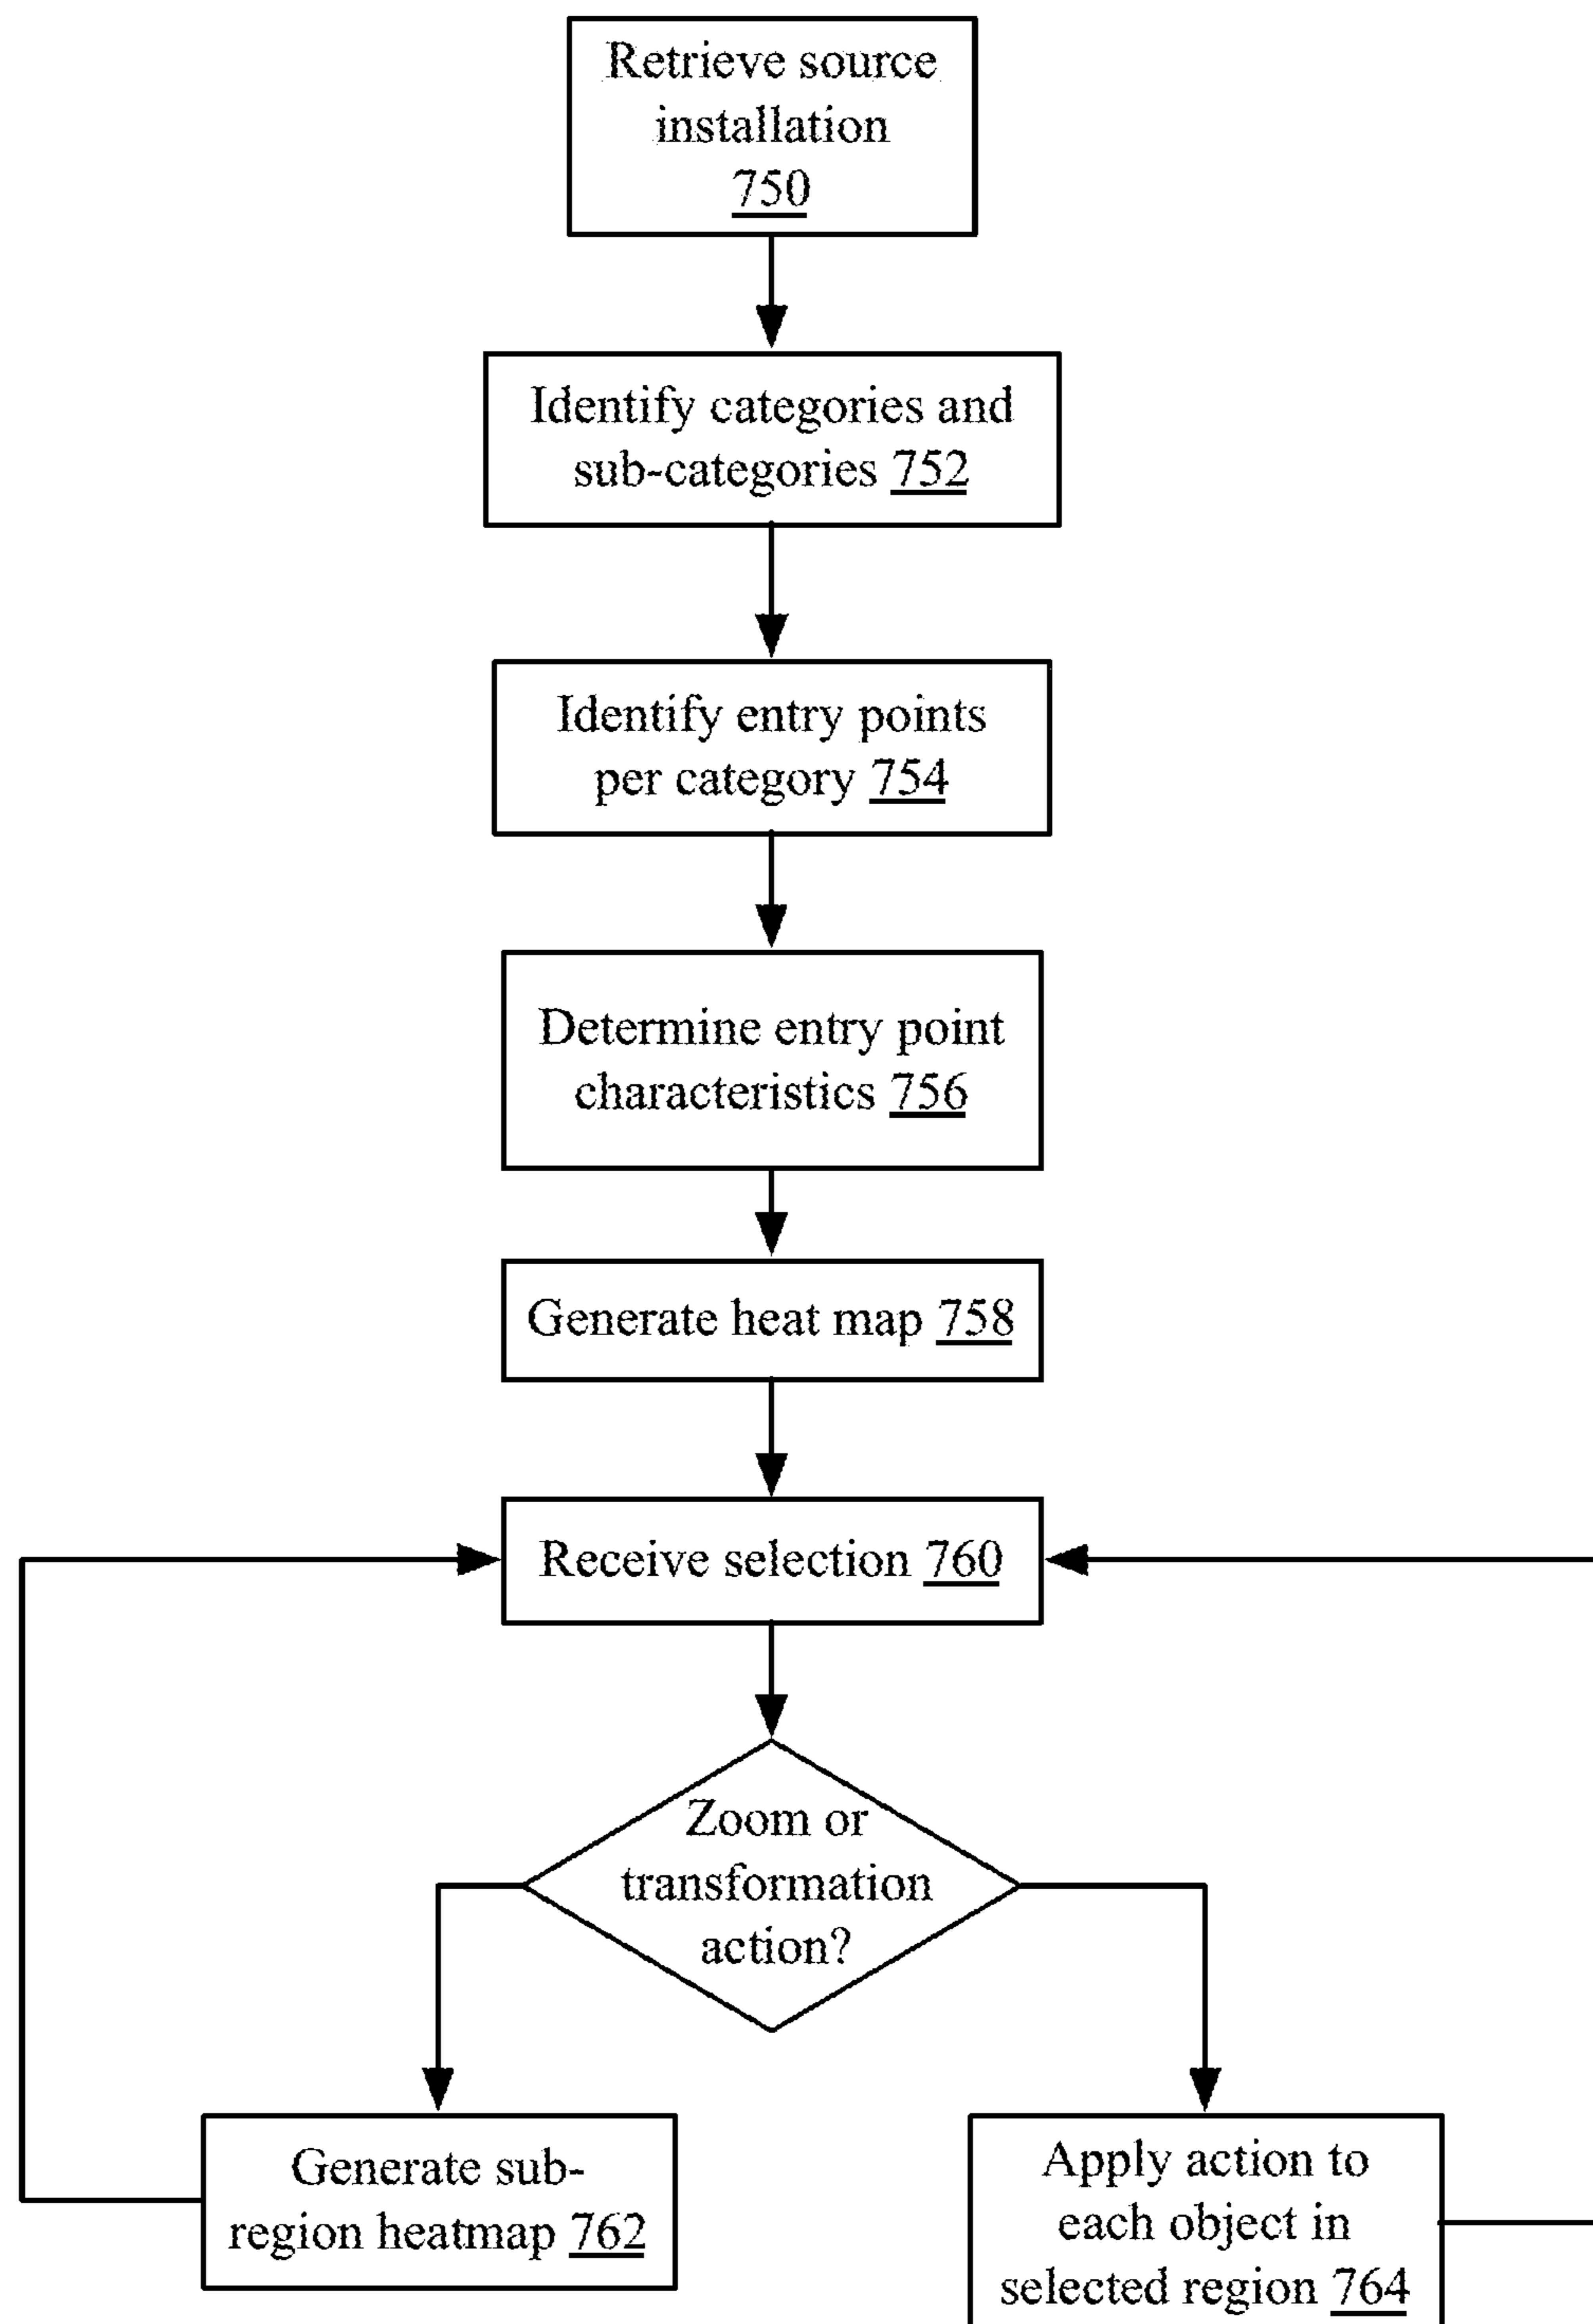 Retrieve source
installation
750
Identify categories and
sub-categories 752
Identify entry points
per category 754
Determine entry point
characteristics 756
Generate heat map 758
Receive selection 760
Zoom or
transformation
action?
Generate sub-
region heatmap 762
Apply action to
each object in
selected region 764